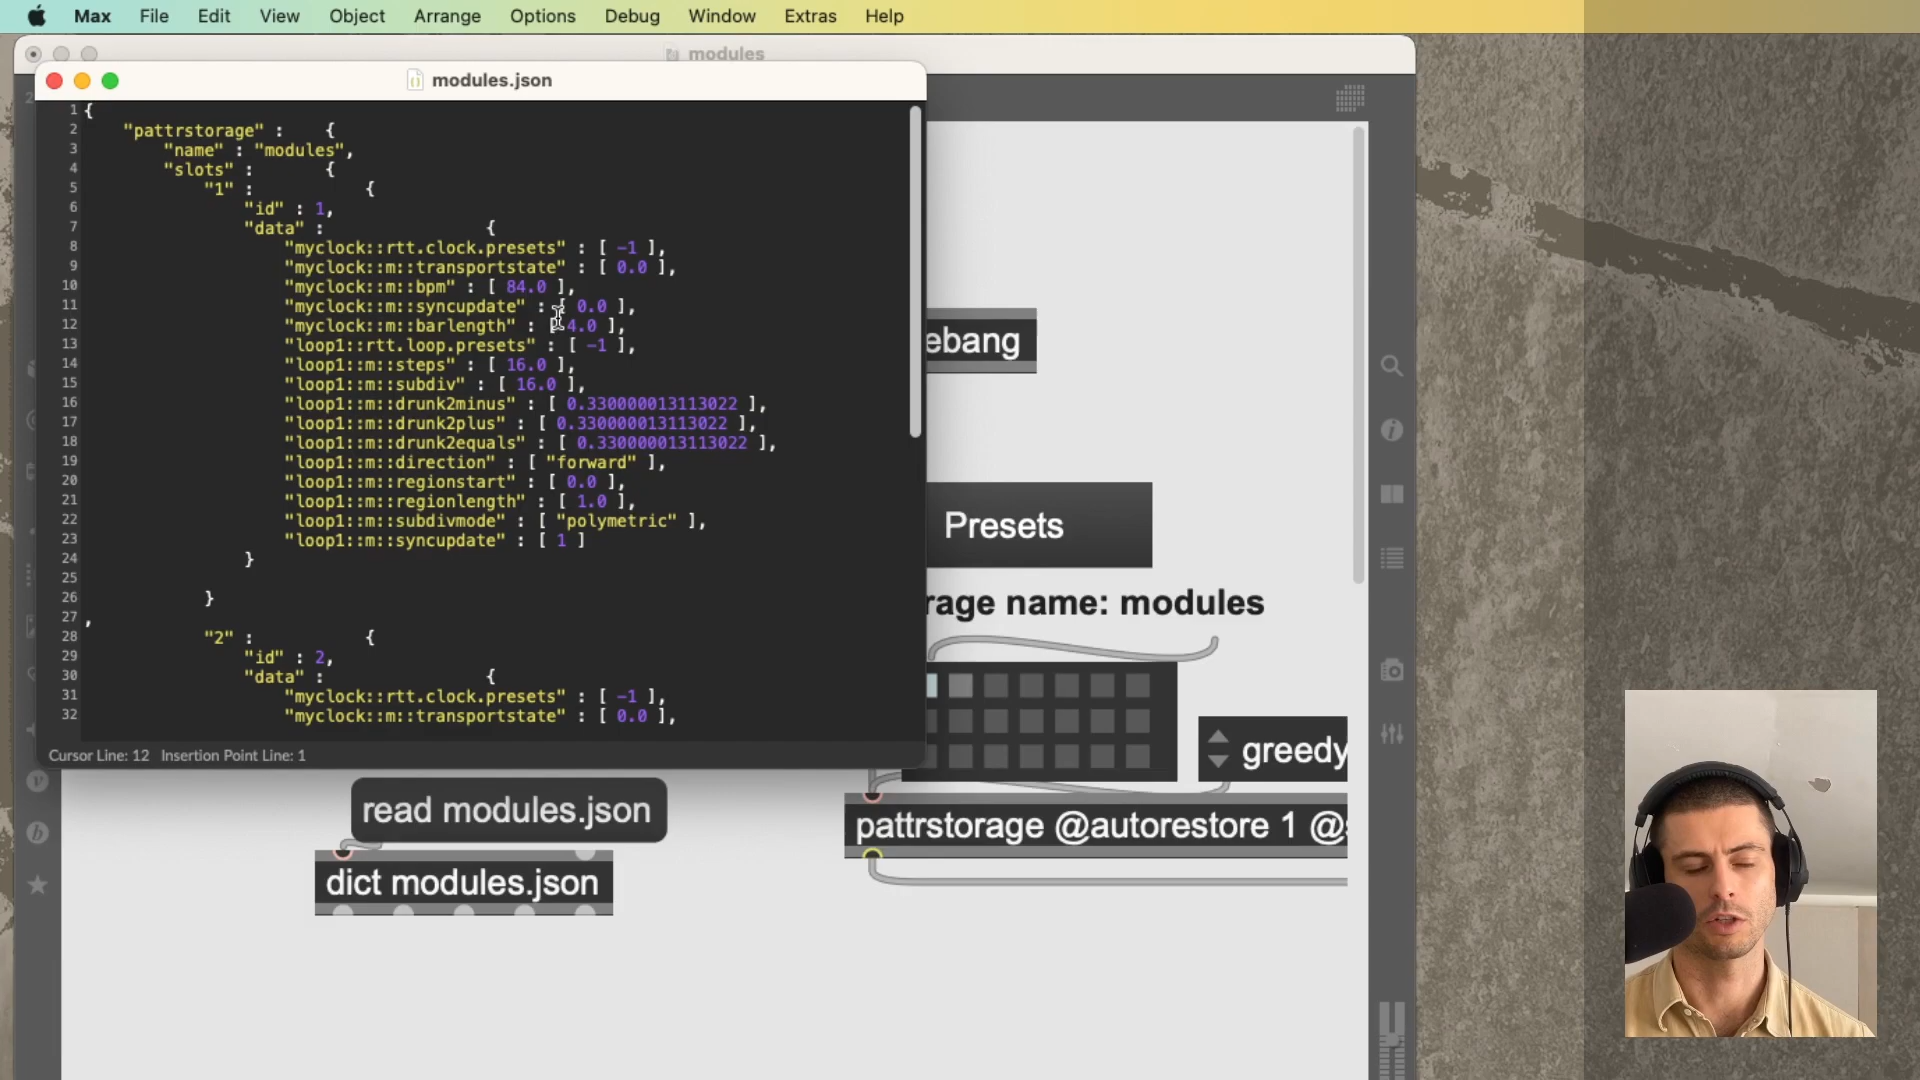 Max File Edit View Object Arrange Options Debug Window Extras Help
modules
modules.json
1 {
2 "pattrstorage" : {
3 "name" : "modules",
4 "slots" : {
5 "1" : {
6 "id" : 1,
7 "data" : {
8 "myclock::rtt.clock.presets" : [ -1 ],
9 "myclock::m::transportstate" : [ 0.0 ],
10 "myclock::m::bpm" : [ 84.0 ],
11 "myclock::m::syncupdate" : [ 0.0 ],
12 "myclock::m::barlength" : [ 4.0 ],
13 "loop1::rtt.loop.presets" : [ -1 ],
14 "loop1::m::steps" : [ 16.0 ],
15 "loop1::m::subdiv" : [ 16.0 ],
16 "loop1::m::drunk2minus" : [ 0.330000013113022 ],
17 "loop1::m::drunk2plus" : [ 0.330000013113022 ],
18 "loop1::m::drunk2equals" : [ 0.330000013113022 ],
19 "loop1::m::direction" : [ "forward" ],
20 "loop1::m::regionstart" : [ 0.0 ],
21 "loop1::m::regionlength" : [ 1.0 ],
22 "loop1::m::subdivmode" : [ "polymetric" ],
23 "loop1::m::syncupdate" : [ 1 ]
24 }
25
26 }
27 ,
28 "2" : {
29 "id" : 2,
30 "data" : {
31 "myclock::rtt.clock.presets" : [ -1 ],
32 "myclock::m::transportstate" : [ 0.0 ],
Cursor Line: 12 Insertion Point Line: 1
ebang
Presets
rage name: modules
greedy
read modules.json
pattrstorage @autorestore 1 @s
dict modules.json